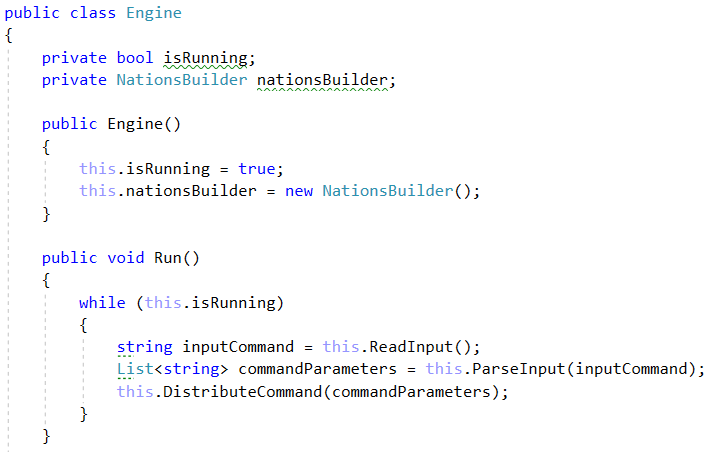 public class Engine
{
    private bool isRunning;
    private NationsBuilder nationsBuilder;

    public Engine()
    {
        this.isRunning = true;
        this.nationsBuilder = new NationsBuilder();
    }

    public void Run()
    {
        while (this.isRunning)
        {
            string inputCommand = this.ReadInput();
            List<string> commandParameters = this.ParseInput(inputCommand);
            this.DistributeCommand(commandParameters);
        }
    }